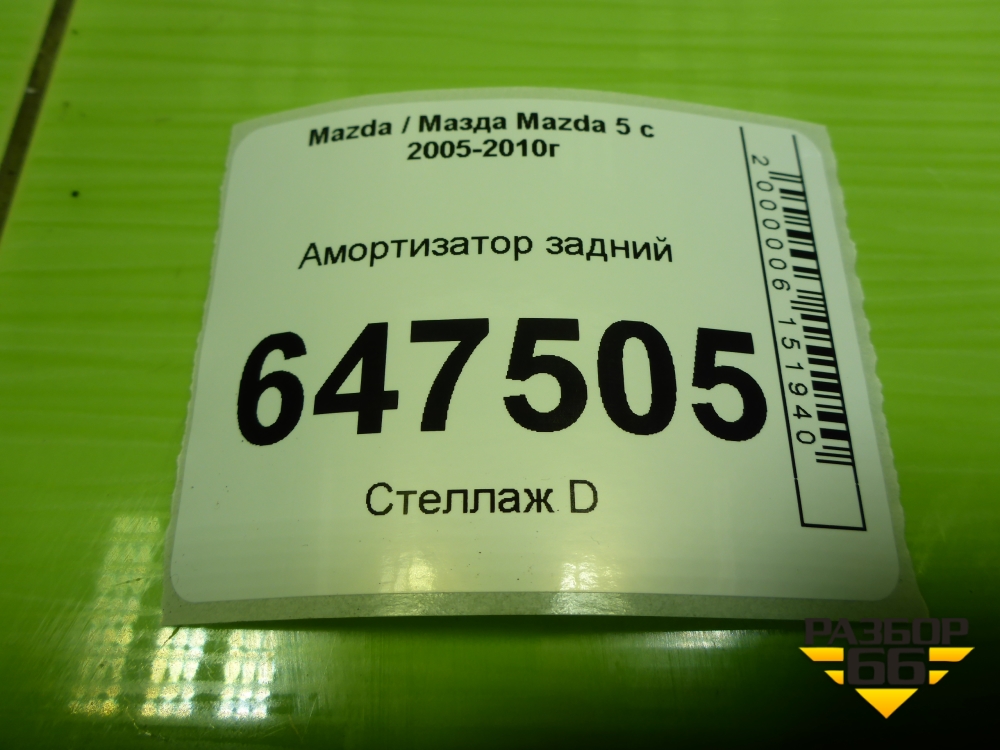 Mazda / Мазда Mazda 5 с
2005-2010г
Амортизатор задний
647505
Стеллаж D
2000006151940
РАЗБОР
66